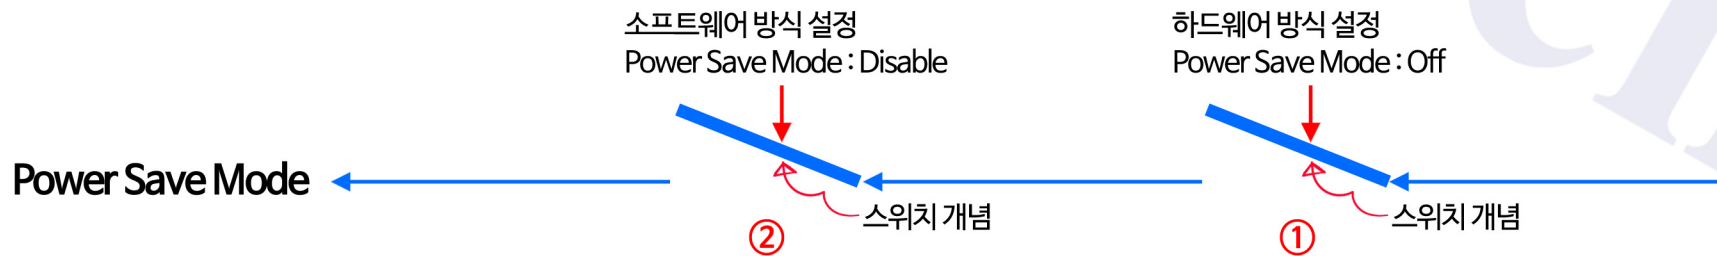 소프트웨어 방식 설정
Power Save Mode : Disable
하드웨어 방식 설정
Power Save Mode : Off
Power Save Mode
스위치 개념
②
스위치 개념
①